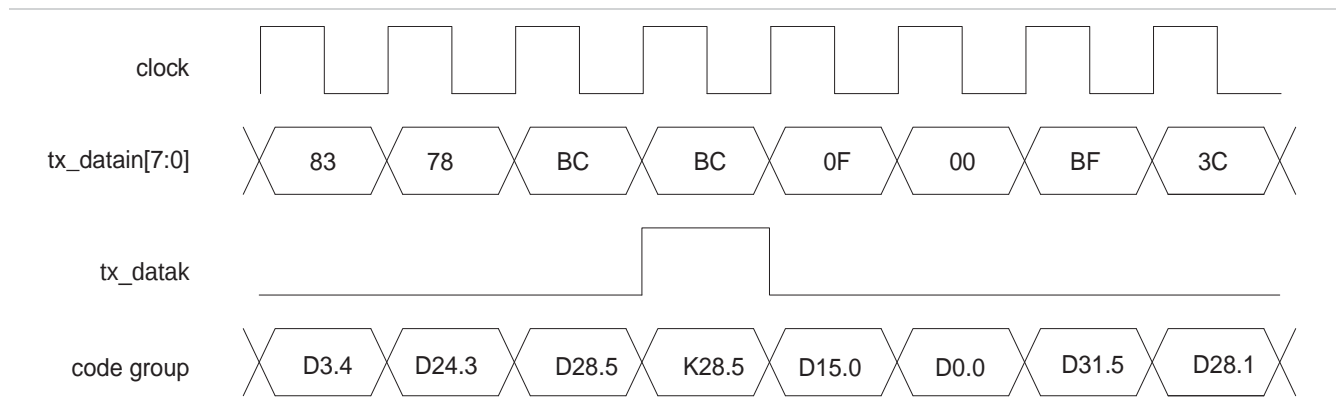 clock
tx_datain[7:0] 83 78 BC BC 0F 00 BF 3C
tx_datak
code group D3.4 D24.3 D28.5 K28.5 D15.0 D0.0 D31.5 D28.1